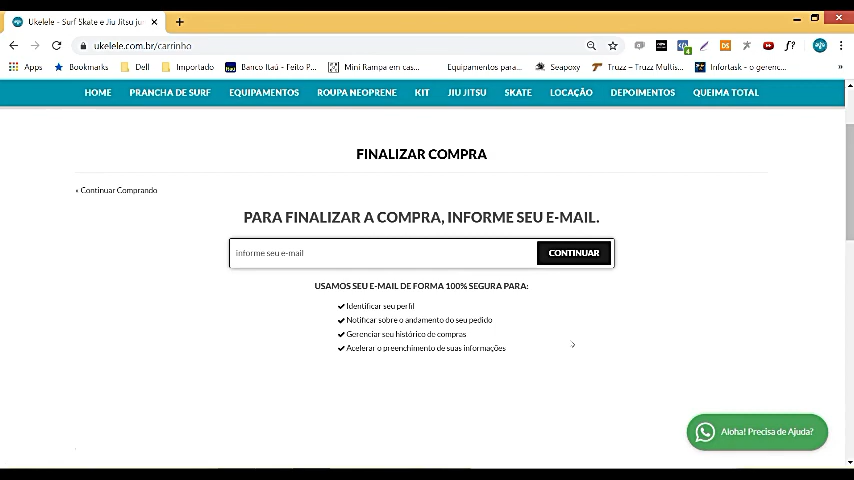 Ukelele - Surf Skate e Jiu Jitsu ju
ukelele.com.br/carrinho
Apps Bookmarks Dell Importado Banco Itaú - Feito P... Mini Rampa em cas... Equipamentos para... Seapoxy Truzz – Truzz Multis... Infortask - o gerenc... »
HOME PRANCHA DE SURF EQUIPAMENTOS ROUPA NEOPRENE KIT JIU JITSU SKATE LOCAÇÃO DEPOIMENTOS QUEIMA TOTAL
FINALIZAR COMPRA
« Continuar Comprando
PARA FINALIZAR A COMPRA, INFORME SEU E-MAIL.
informe seu e-mail CONTINUAR
USAMOS SEU E-MAIL DE FORMA 100% SEGURA PARA:
✔ Identificar seu perfil
✔ Notificar sobre o andamento do seu pedido
✔ Gerenciar seu histórico de compras
✔ Acelerar o preenchimento de suas informações
Aloha! Precisa de Ajuda?